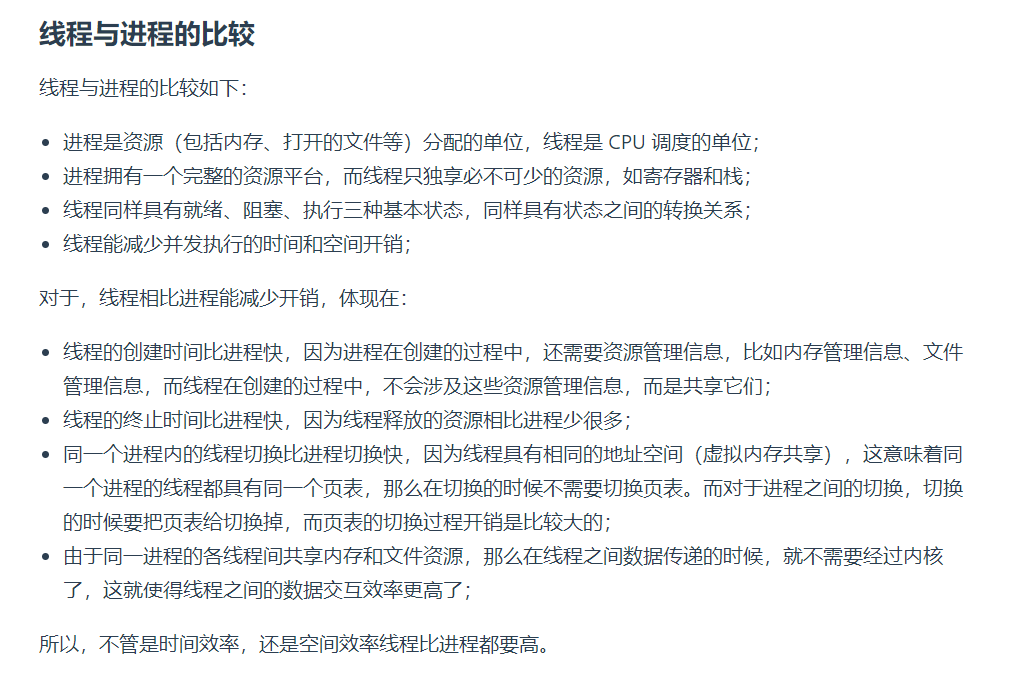 线程与进程的比较
线程与进程的比较如下：
进程是资源（包括内存、打开的文件等）分配的单位，线程是 CPU 调度的单位；
进程拥有一个完整的资源平台，而线程只独享必不可少的资源，如寄存器和栈；
线程同样具有就绪、阻塞、执行三种基本状态，同样具有状态之间的转换关系；
线程能减少并发执行的时间和空间开销；
对于，线程相比进程能减少开销，体现在：
线程的创建时间比进程快，因为进程在创建的过程中，还需要资源管理信息，比如内存管理信息、文件
管理信息，而线程在创建的过程中，不会涉及这些资源管理信息，而是共享它们；
线程的终止时间比进程快，因为线程释放的资源相比进程少很多；
同一个进程内的线程切换比进程切换快，因为线程具有相同的地址空间（虚拟内存共享），这意味着同
一个进程的线程都具有同一个页表，那么在切换的时候不需要切换页表。而对于进程之间的切换，切换
的时候要把页表给切换掉，而页表的切换过程开销是比较大的；
由于同一进程的各线程间共享内存和文件资源，那么在线程之间数据传递的时候，就不需要经过内核
了，这就使得线程之间的数据交互效率更高了；
所以，不管是时间效率，还是空间效率线程比进程都要高。